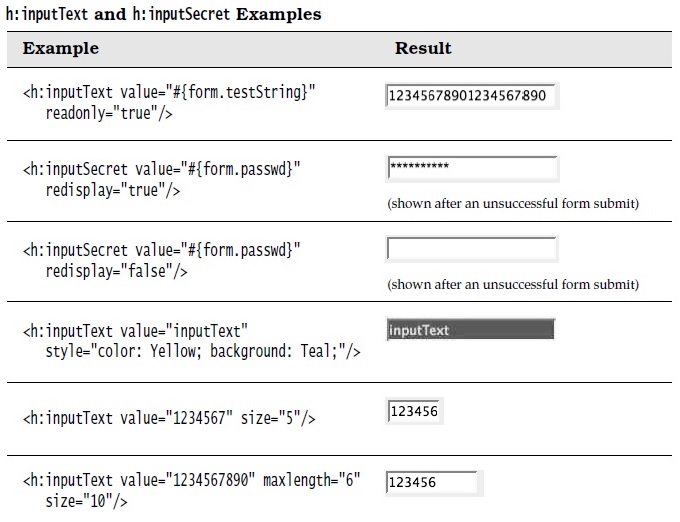 h:inputText and h:inputSecret Examples
Example Result
<h:inputText value="#{form.testString}"
readonly="true"/>
12345678901234567890
<h:inputSecret value="#{form.passwd}"
redisplay="true"/>
**********
(shown after an unsuccessful form submit)
<h:inputSecret value="#{form.passwd}"
redisplay="false"/>
(shown after an unsuccessful form submit)
<h:inputText value="inputText"
style="color: Yellow; background: Teal;"/>
inputText
<h:inputText value="1234567" size="5"/>
123456
<h:inputText value="1234567890" maxlength="6"
size="10"/>
123456